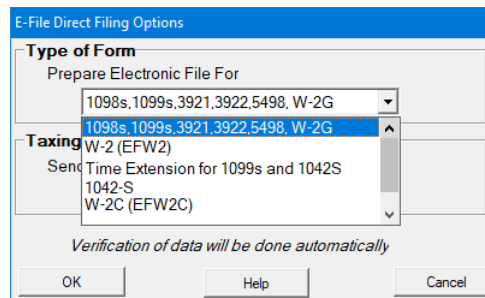 E-File Direct Filing Options
Type of Form
Prepare Electronic File For
1098s,1099s,3921,3922,5498, W-2G
1098s,1099s,3921,3922,5498, W-2G
Taxing
W-2 (EFW2)
Send
Time Extension for 1099s and 1042S
1042-S
W-2C (EFW2C)
Verification of data will be done automatically
OK
Help
Cancel